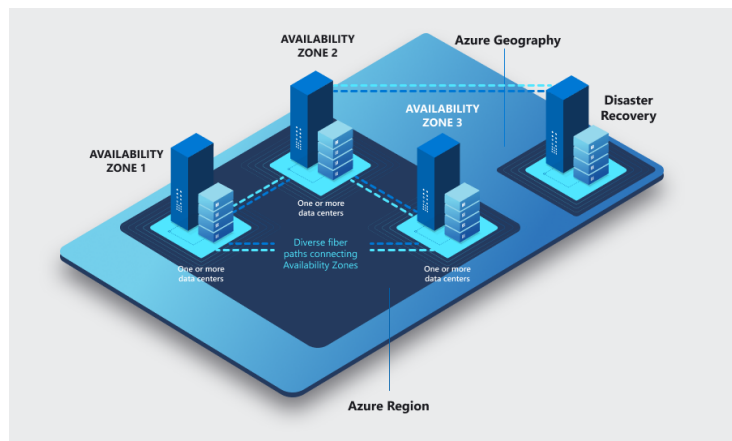 AVAILABILITY
ZONE 2
Azure Geography
AVAILABILITY
ZONE 3
Disaster
Recovery
AVAILABILITY
ZONE 1
One or more
data centers
Diverse fiber
paths connecting
Availability Zones
One or more
data centers
One or more
data centers
Azure Region